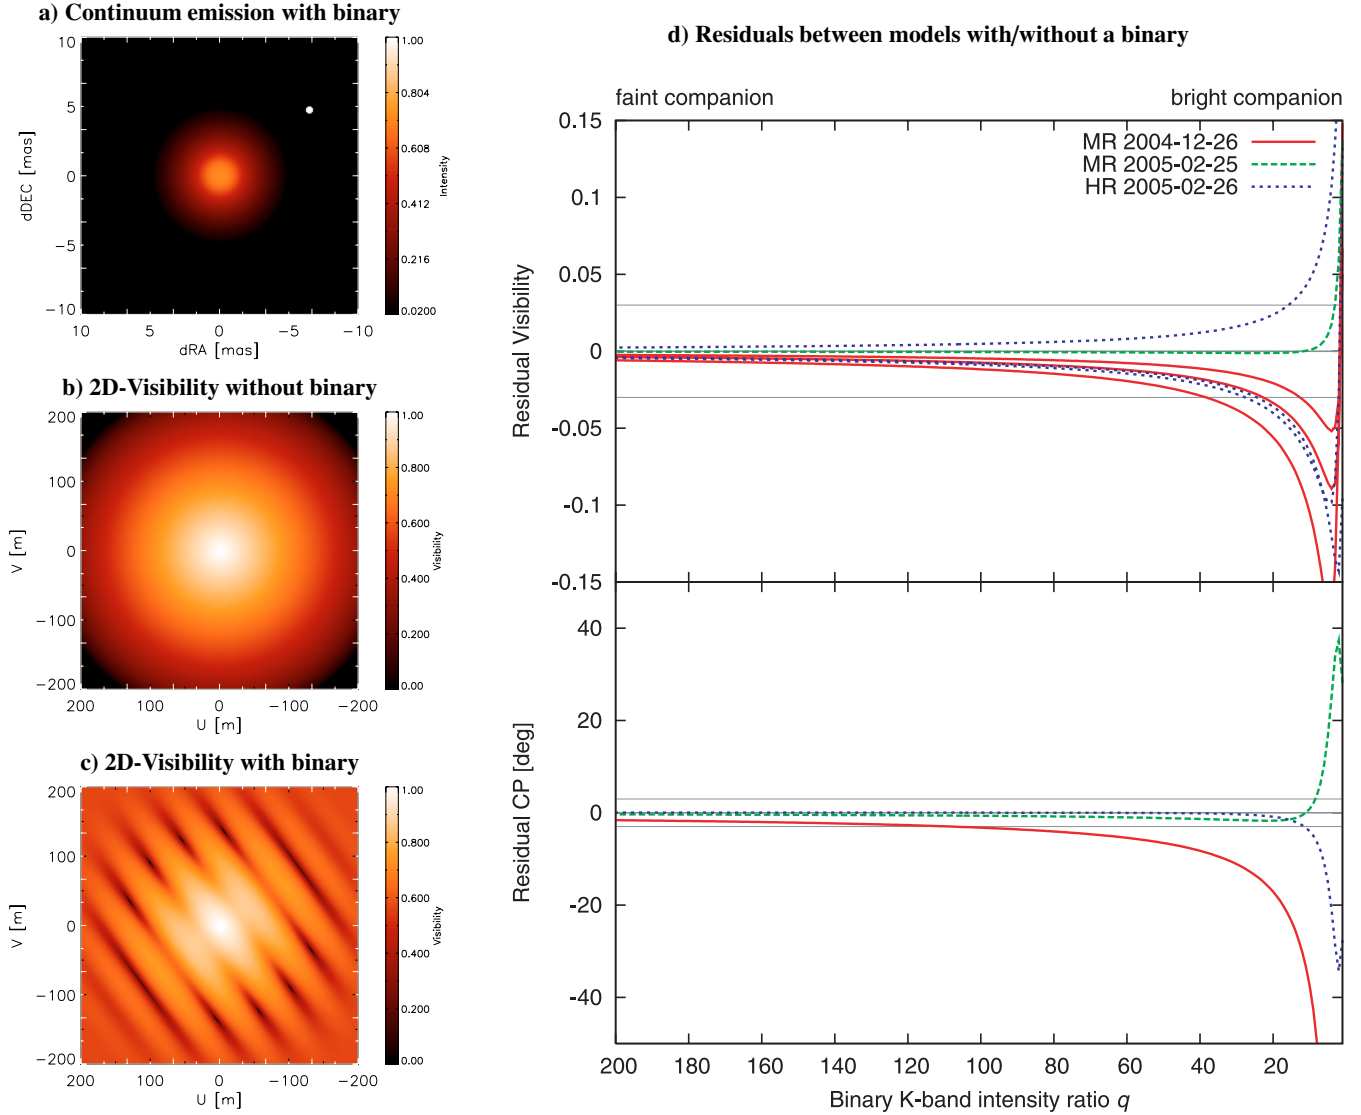 a) Continuum emission with binary
10
5
0
−5
−10
dDEC [mas]
10 5 0 −5 −10
dRA [mas]
1.00
0.804
0.608
0.412
0.216
0.0200
Intensity
b) 2D-Visibility without binary
200
100
0
−100
−200
V [m]
200 100 0 −100 −200
U [m]
1.00
0.800
0.600
0.400
0.200
0.00
Visibility
c) 2D-Visibility with binary
200
100
0
−100
−200
V [m]
200 100 0 −100 −200
U [m]
1.00
0.800
0.600
0.400
0.200
0.00
Visibility
d) Residuals between models with/without a binary
faint companion bright companion
MR 2004-12-26
MR 2005-02-25
HR 2005-02-26
0.15
0.1
0.05
0
-0.05
-0.1
-0.15
Residual Visibility
40
20
0
-20
-40
Residual CP [deg]
200 180 160 140 120 100 80 60 40 20
Binary K-band intensity ratio q